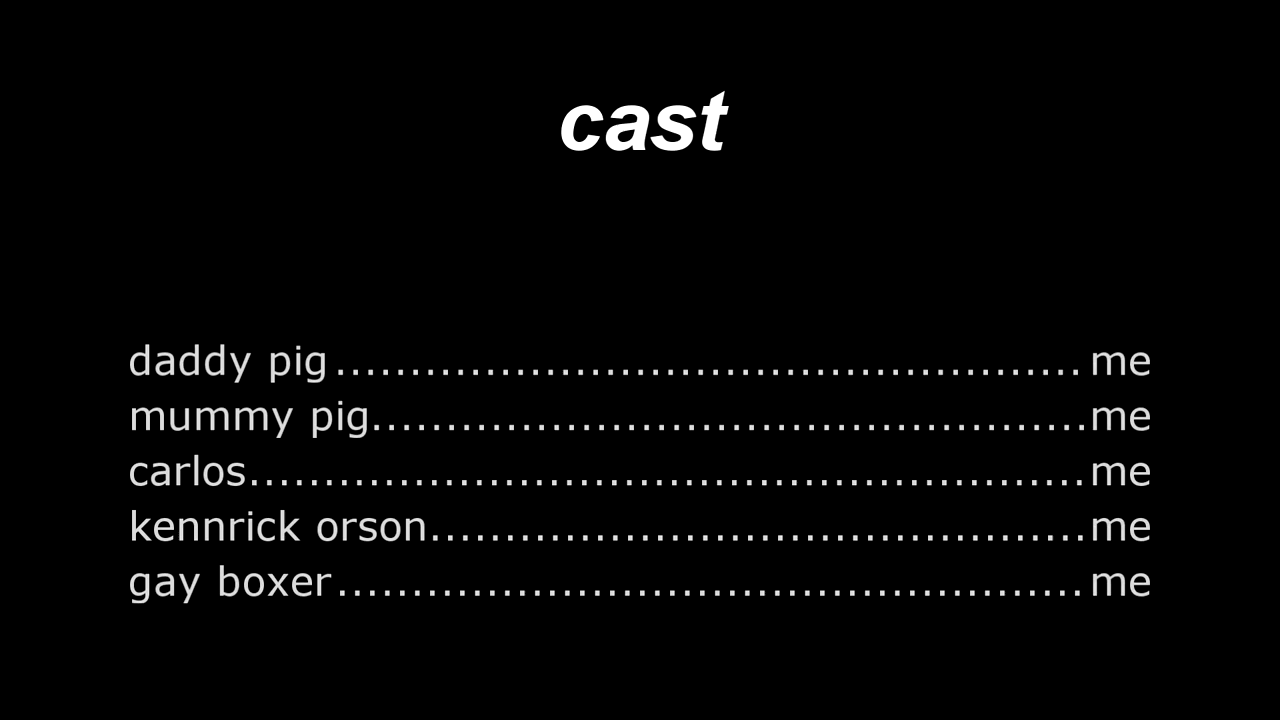 cast
daddy pig..................................................me
mummy pig................................................me
carlos........................................................me
kennrick orson............................................me
gay boxer..................................................me